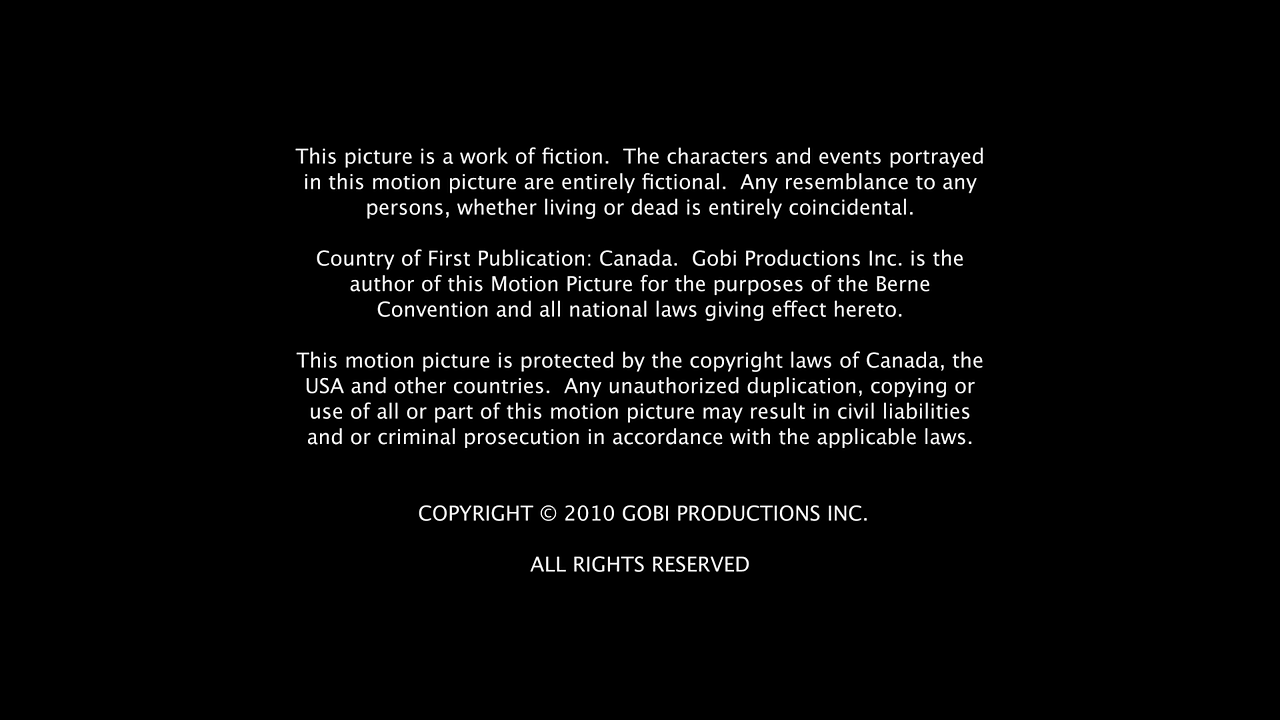 This picture is a work of fiction.  The characters and events portrayed
in this motion picture are entirely fictional.  Any resemblance to any
persons, whether living or dead is entirely coincidental.
Country of First Publication: Canada.  Gobi Productions Inc. is the
author of this Motion Picture for the purposes of the Berne
Convention and all national laws giving effect hereto.
This motion picture is protected by the copyright laws of Canada, the
USA and other countries.  Any unauthorized duplication, copying or
use of all or part of this motion picture may result in civil liabilities
and or criminal prosecution in accordance with the applicable laws.
COPYRIGHT © 2010 GOBI PRODUCTIONS INC.
ALL RIGHTS RESERVED